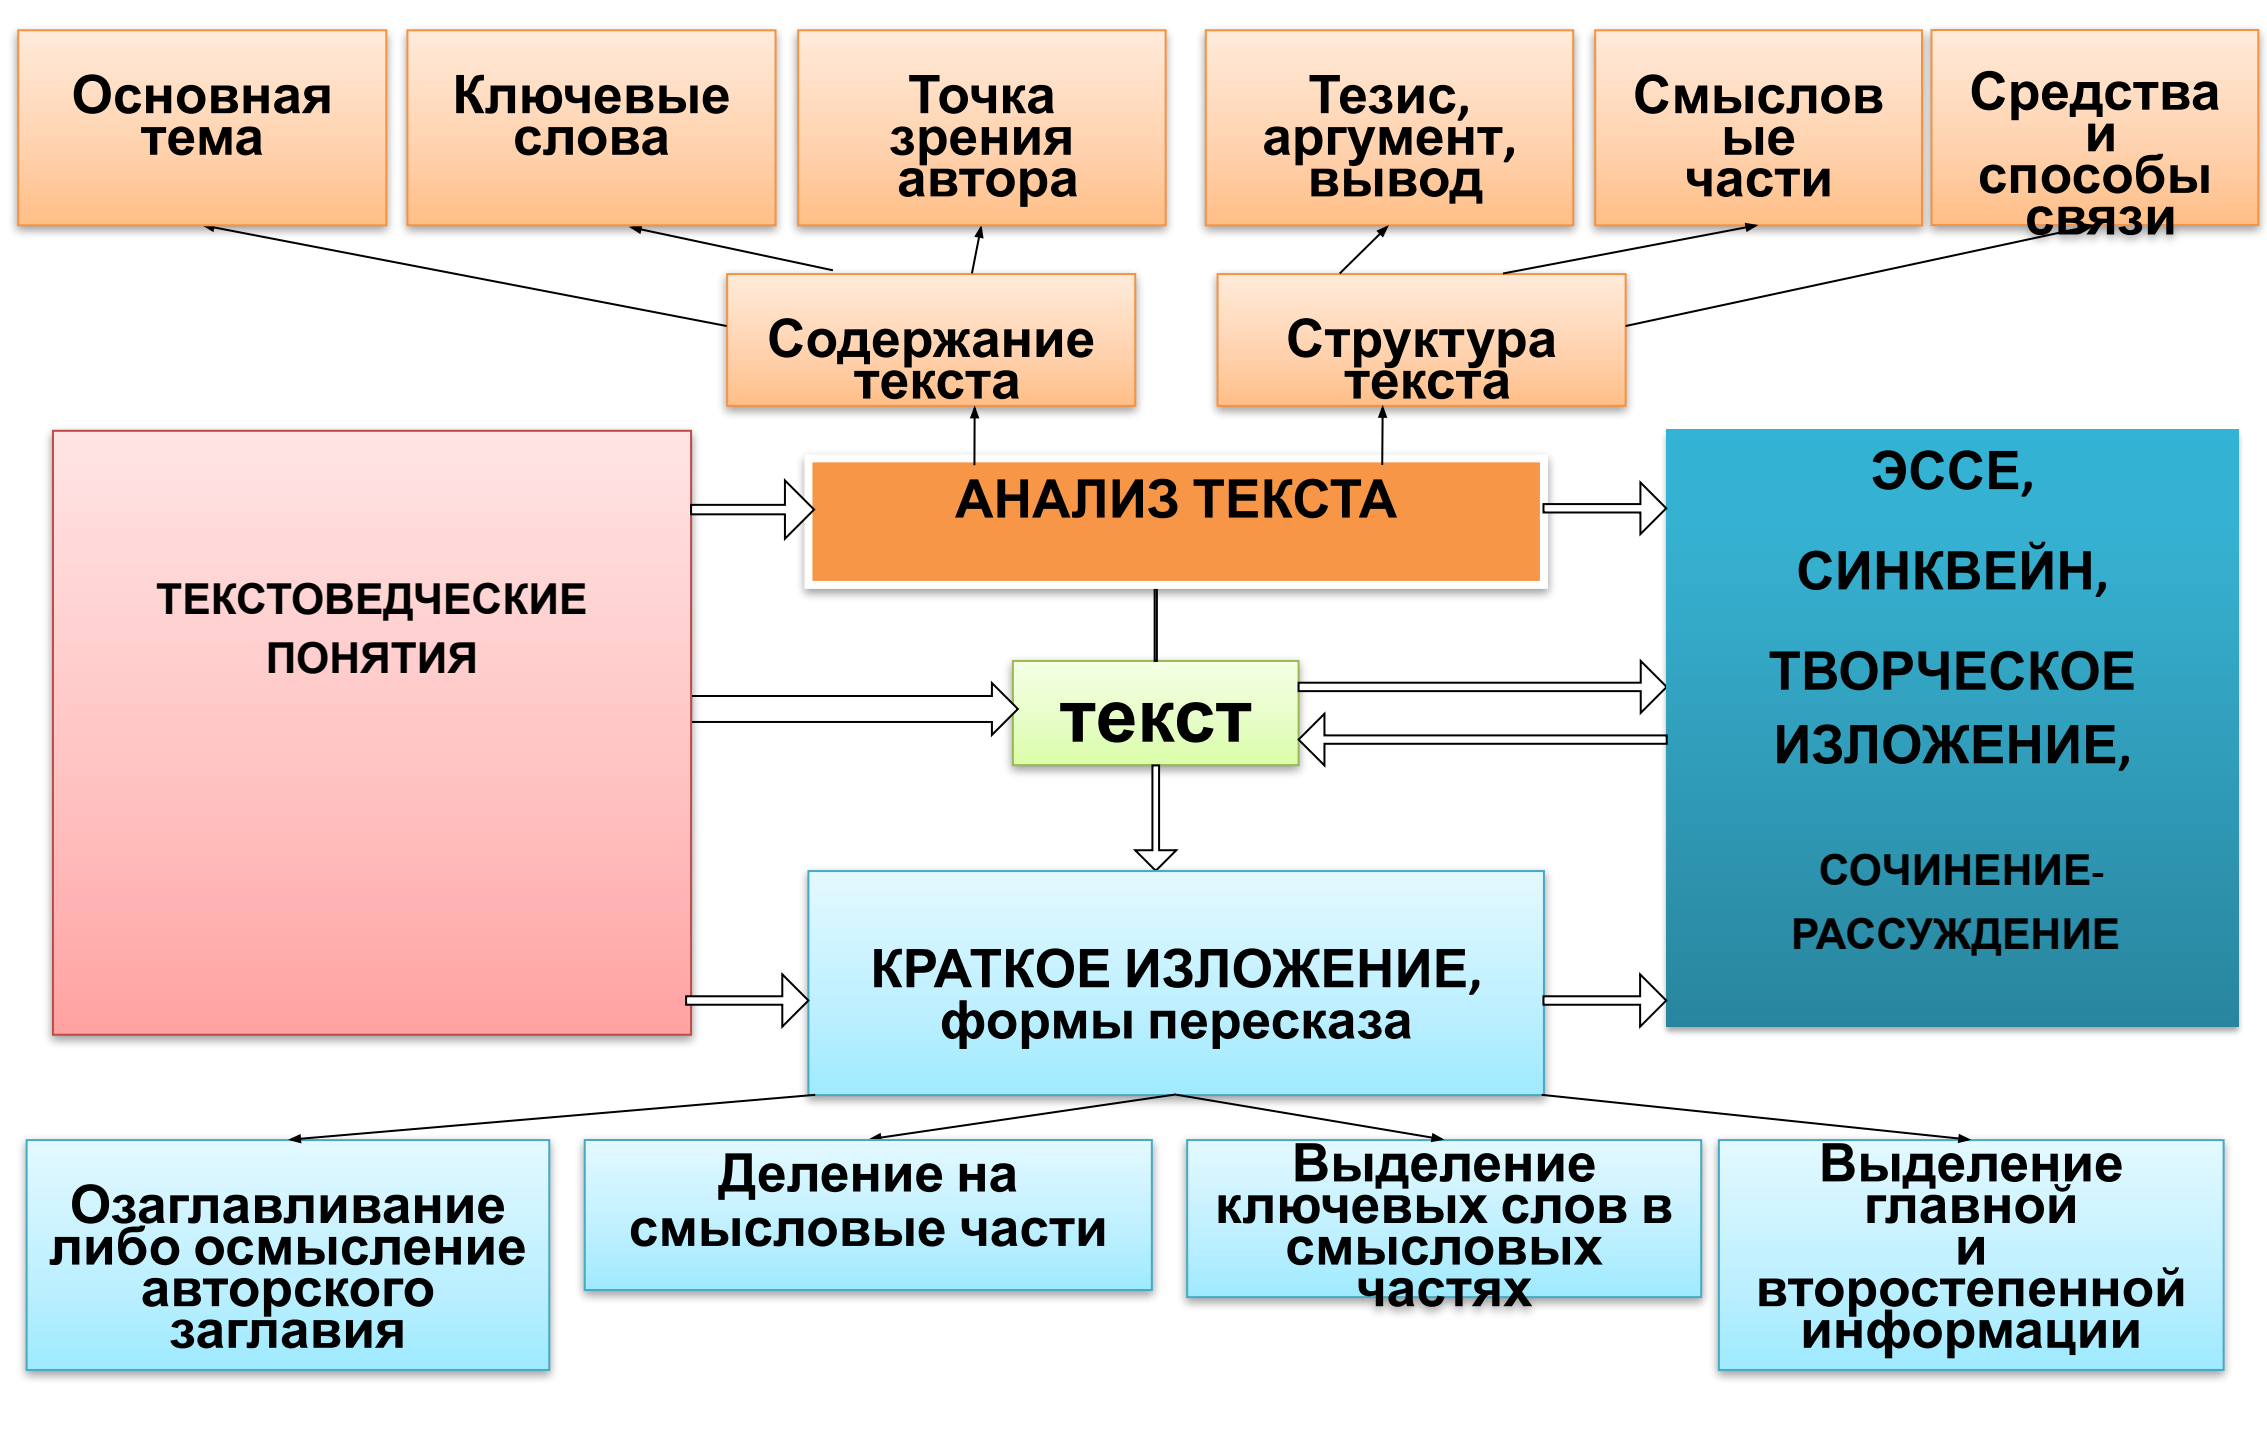 Основная
тема
Ключевые
слова
Точка
зрения
автора
Тезис,
аргумент,
вывод
Смыслов
ые
части
Средства
и
способы
связи
Содержание
текста
Структура
текста
ТЕКСТОВЕДЧЕСКИЕ
ПОНЯТИЯ
АНАЛИЗ ТЕКСТА
текст
ЭССЕ,
СИНКВЕЙН,
ТВОРЧЕСКОЕ
ИЗЛОЖЕНИЕ,
СОЧИНЕНИЕ-
РАССУЖДЕНИЕ
КРАТКОЕ ИЗЛОЖЕНИЕ,
формы пересказа
Озаглавливание
либо осмысление
авторского
заглавия
Деление на
смысловые части
Выделение
ключевых слов в
смысловых
частях
Выделение
главной
и
второстепенной
информации